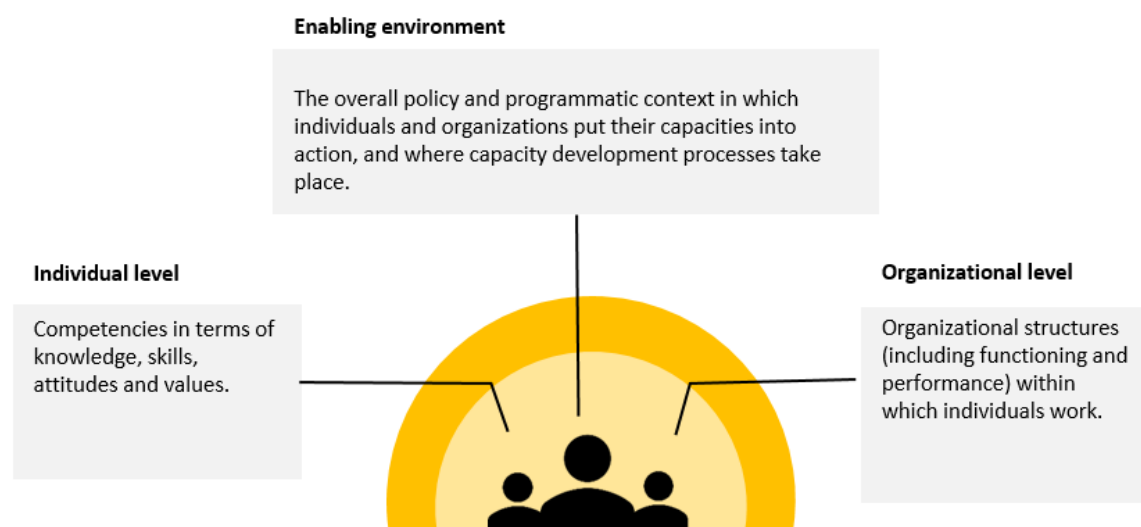 Enabling environment
The overall policy and programmatic context in which
individuals and organizations put their capacities into
action, and where capacity development processes take
place.
Individual level
Competencies in terms of
knowledge, skills,
attitudes and values.
Organizational level
Organizational structures
(including functioning and
performance) within
which individuals work.